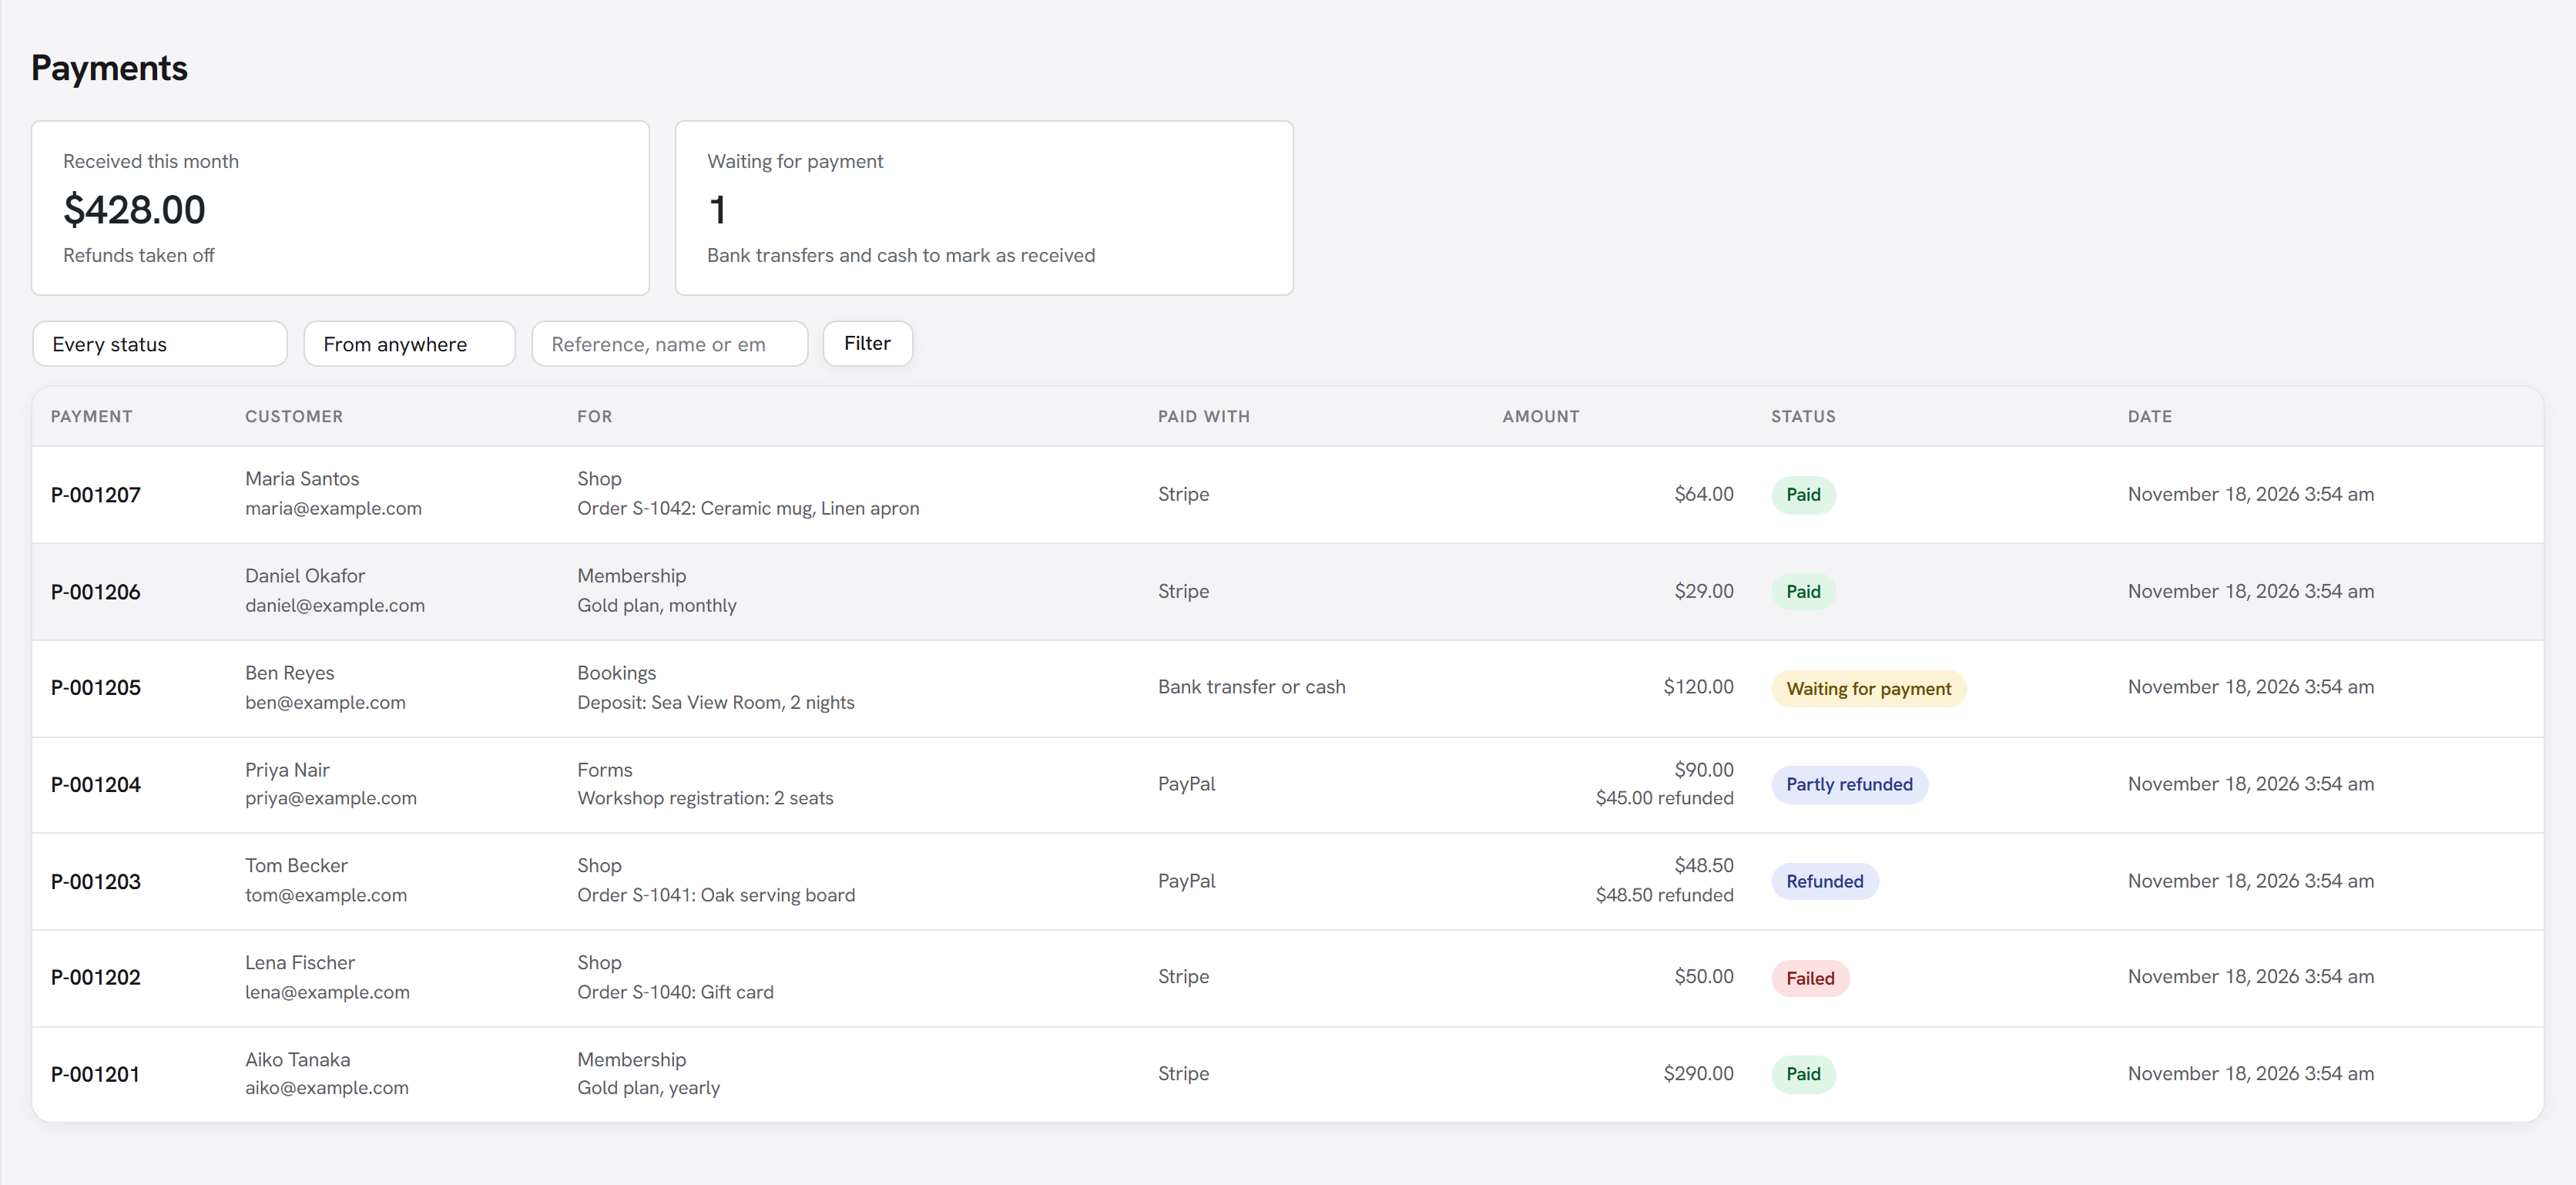 Payments
Received this month
$428.00
Refunds taken off
Waiting for payment
1
Bank transfers and cash to mark as received
Every status
From anywhere
Reference, name or em
Filter
PAYMENT CUSTOMER FOR PAID WITH AMOUNT STATUS DATE
P-001207 Maria Santos Shop Stripe $64.00 Paid November 18, 2026 3:54 am
maria@example.com Order S-1042: Ceramic mug, Linen apron
P-001206 Daniel Okafor Membership Stripe $29.00 Paid November 18, 2026 3:54 am
daniel@example.com Gold plan, monthly
P-001205 Ben Reyes Bookings Bank transfer or cash $120.00 Waiting for payment November 18, 2026 3:54 am
ben@example.com Deposit: Sea View Room, 2 nights
P-001204 Priya Nair Forms PayPal $90.00 Partly refunded November 18, 2026 3:54 am
priya@example.com Workshop registration: 2 seats $45.00 refunded
P-001203 Tom Becker Shop PayPal $48.50 Refunded November 18, 2026 3:54 am
tom@example.com Order S-1041: Oak serving board $48.50 refunded
P-001202 Lena Fischer Shop Stripe $50.00 Failed November 18, 2026 3:54 am
lena@example.com Order S-1040: Gift card
P-001201 Aiko Tanaka Membership Stripe $290.00 Paid November 18, 2026 3:54 am
aiko@example.com Gold plan, yearly